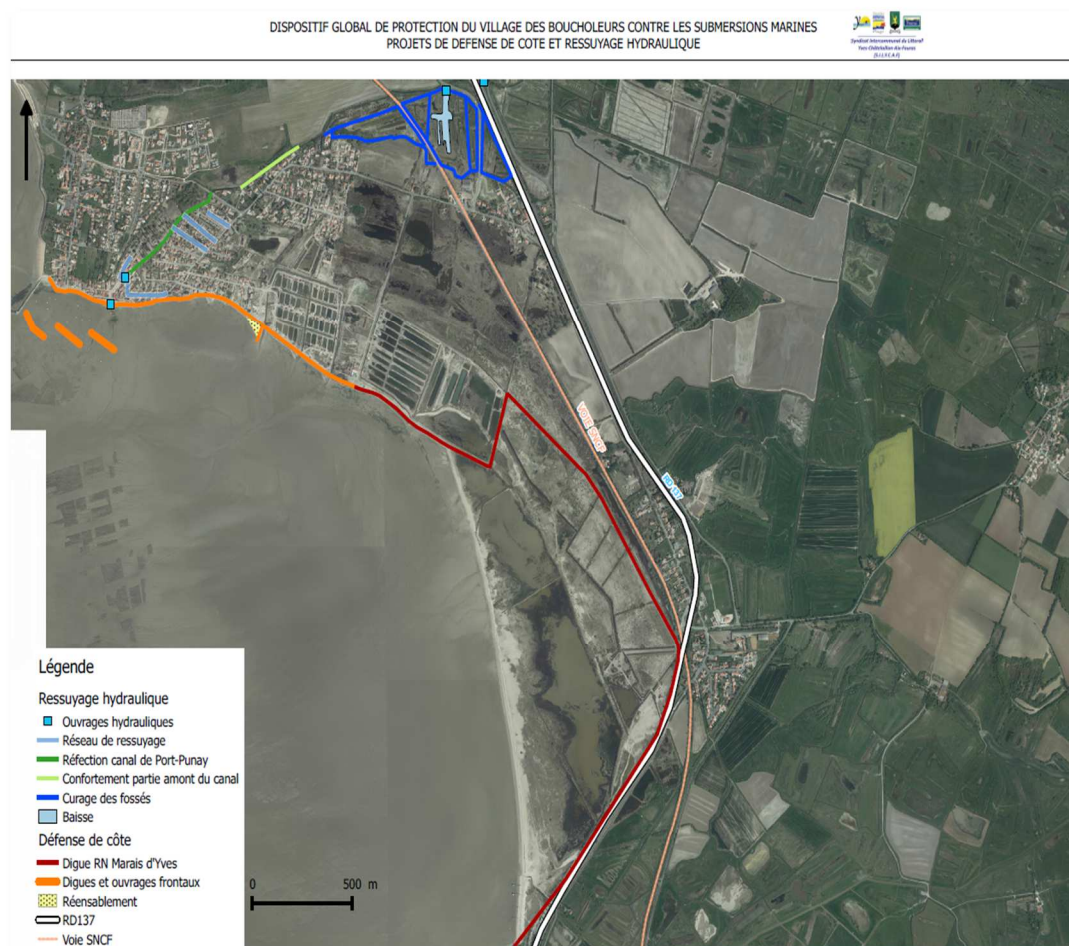 DISPOSITIF GLOBAL DE PROTECTION DU VILLAGE DES BOUCHOLEURS CONTRE LES SUBMERSIONS MARINES
PROJETS DE DEFENSE DE COTE ET RESSUYAGE HYDRAULIQUE
Syndicat Intercommunal du Littoral
Yves Châtelaillon Aix Fouras
VOIE SNCF
RD 137
Légende
Ressuyage hydraulique
Ouvrages hydrauliques
Réseau de ressuyage
Réfection canal de Port-Punay
Confortement partie amont du canal
Curage des fossés
Baisse
Défense de côte
Digue RN Marais d'Yves
Digues et ouvrages frontaux
Réensablement
RD137
Voie SNCF
0 500 m